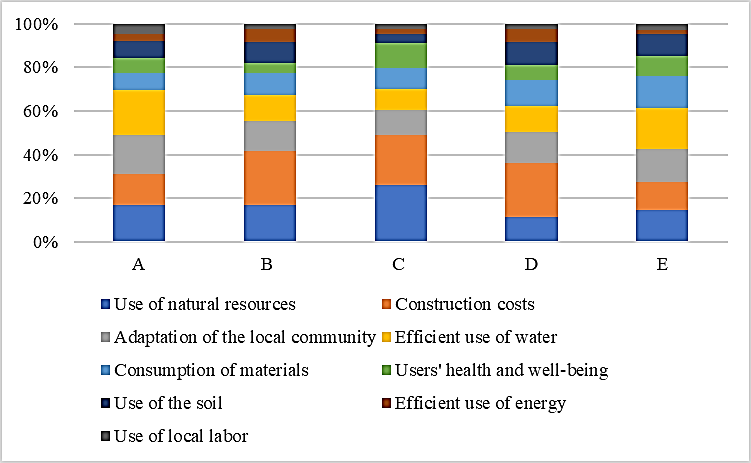 100%
80%
60%
40%
20%
0%
A B C D E
Use of natural resources Construction costs
Adaptation of the local community Efficient use of water
Consumption of materials Users' health and well-being
Use of the soil Efficient use of energy
Use of local labor